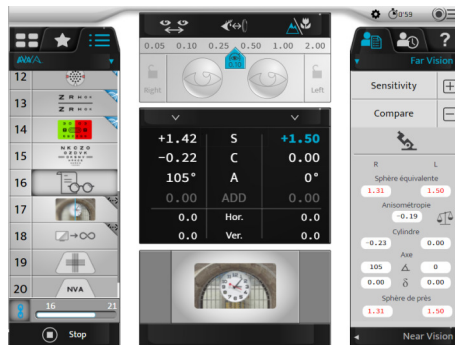 0'59
AWA
12
13
Z R H N V
14
15
N K C Z O
O Z D V K
16
17
18
→∞
19
20 NVA
16 21
Stop
0.05 0.10 0.25 0.50 1.00 2.00
0.10
Right Left
+1.42 S +1.50
−0.22 C 0.00
105° A 0°
0.00 ADD 0.00
0.0 Hor. 0.0
0.0 Ver. 0.0
?
Far Vision
Sensitivity
Compare
R L
Sphère équivalente
1.31 1.50
Anisométropie
−0.19
Cylindre
−0.23 0.00
Axe
105 0
0.00 0.00
Sphère de près
1.31 1.50
Near Vision